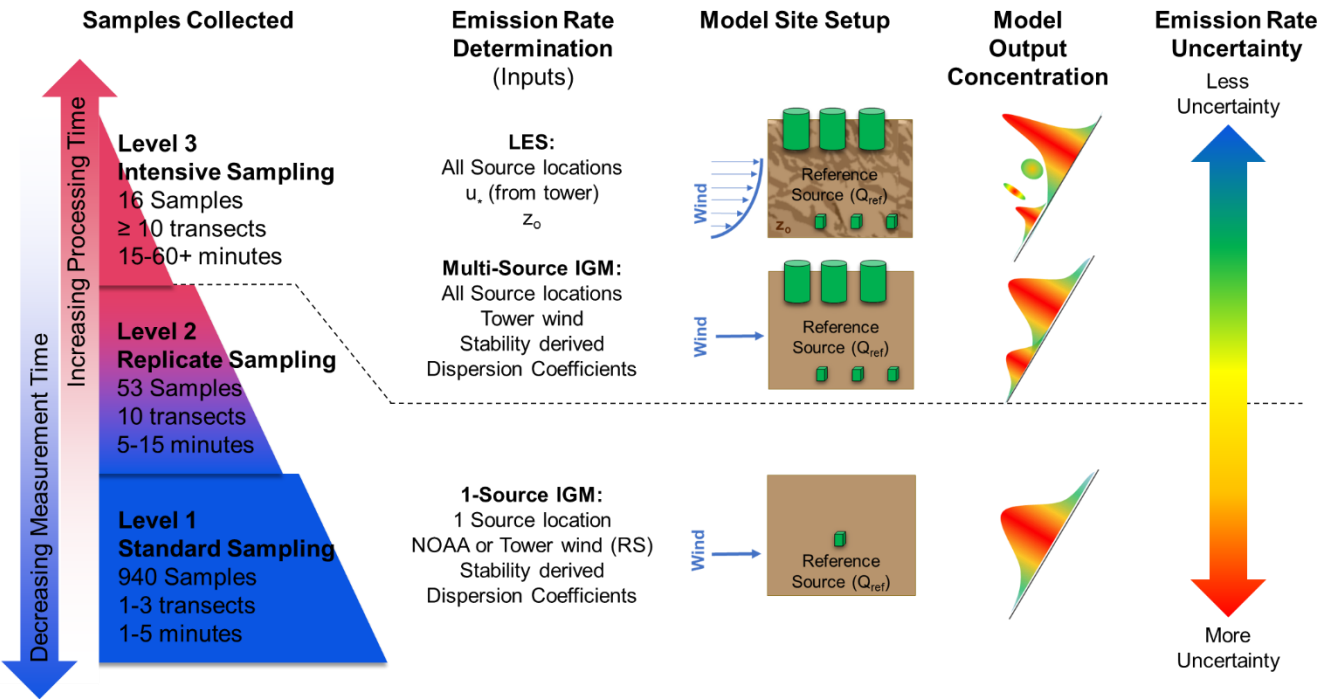 Samples Collected
Emission Rate
Determination
(Inputs)
Model Site Setup
Model
Output
Concentration
Emission Rate
Uncertainty
Less
Uncertainty
Decreasing Measurement Time
Increasing Processing Time
Level 3
Intensive Sampling
16 Samples
≥ 10 transects
15-60+ minutes
LES:
All Source locations
u* (from tower)
zo
Wind
Reference
Source (Qref)
zo
Level 2
Replicate Sampling
53 Samples
10 transects
5-15 minutes
Multi-Source IGM:
All Source locations
Tower wind
Stability derived
Dispersion Coefficients
Wind
Reference
Source (Qref)
Level 1
Standard Sampling
940 Samples
1-3 transects
1-5 minutes
1-Source IGM:
1 Source location
NOAA or Tower wind (RS)
Stability derived
Dispersion Coefficients
Wind
Reference
Source (Qref)
More
Uncertainty